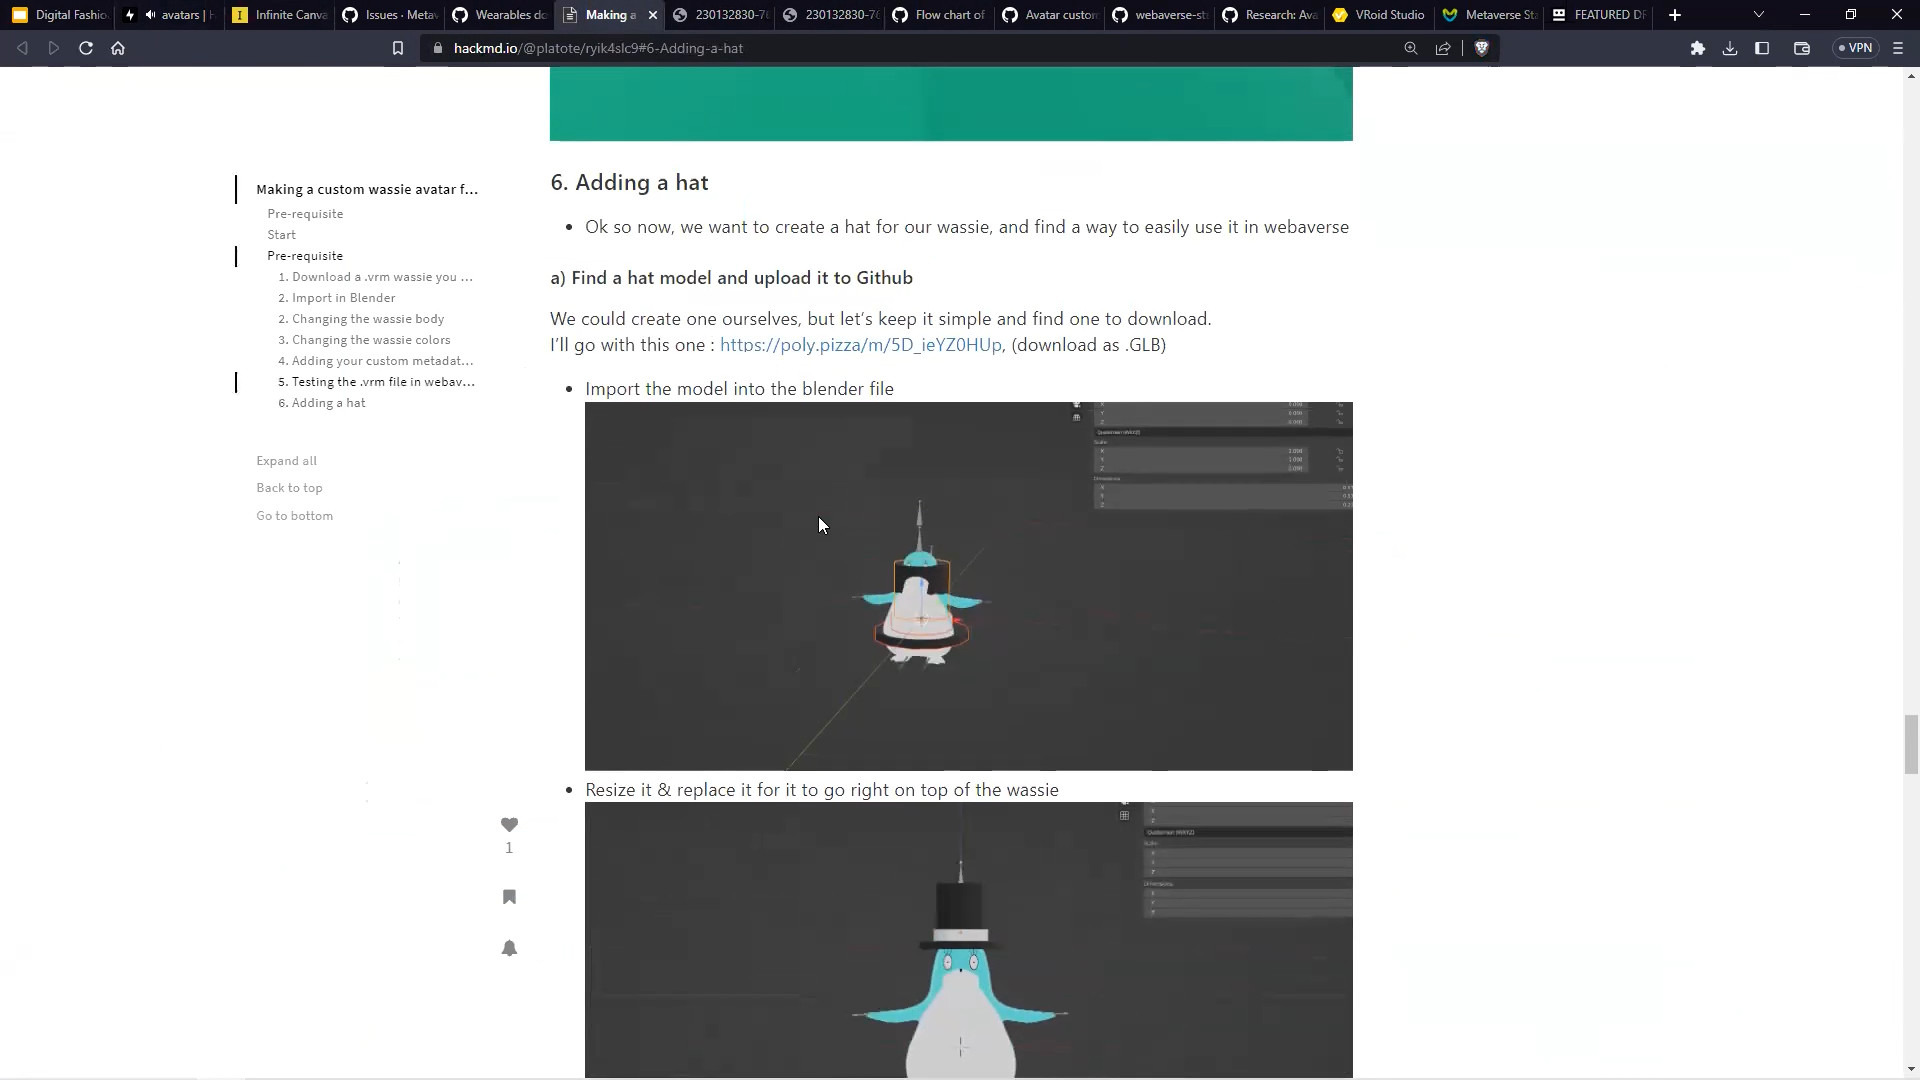 Digital Fashio
avatars | H
Infinite Canva
Issues · Metav
Wearables do
Making a
230132830-7
230132830-7
Flow chart of
Avatar custom
webaverse-st
Research: Ava
VRoid Studio
Metaverse Sta
FEATURED DR
hackmd.io/@platote/ryik4slc9#6-Adding-a-hat
VPN
Making a custom wassie avatar f...
Pre-requisite
Start
Pre-requisite
1. Download a .vrm wassie you ...
2. Import in Blender
2. Changing the wassie body
3. Changing the wassie colors
4. Adding your custom metadat...
5. Testing the .vrm file in webav...
6. Adding a hat
Expand all
Back to top
Go to bottom
1
6. Adding a hat
• Ok so now, we want to create a hat for our wassie, and find a way to easily use it in webaverse
a) Find a hat model and upload it to Github
We could create one ourselves, but let's keep it simple and find one to download.
I'll go with this one : https://poly.pizza/m/5D_ieYZ0HUp, (download as .GLB)
• Import the model into the blender file
• Resize it & replace it for it to go right on top of the wassie